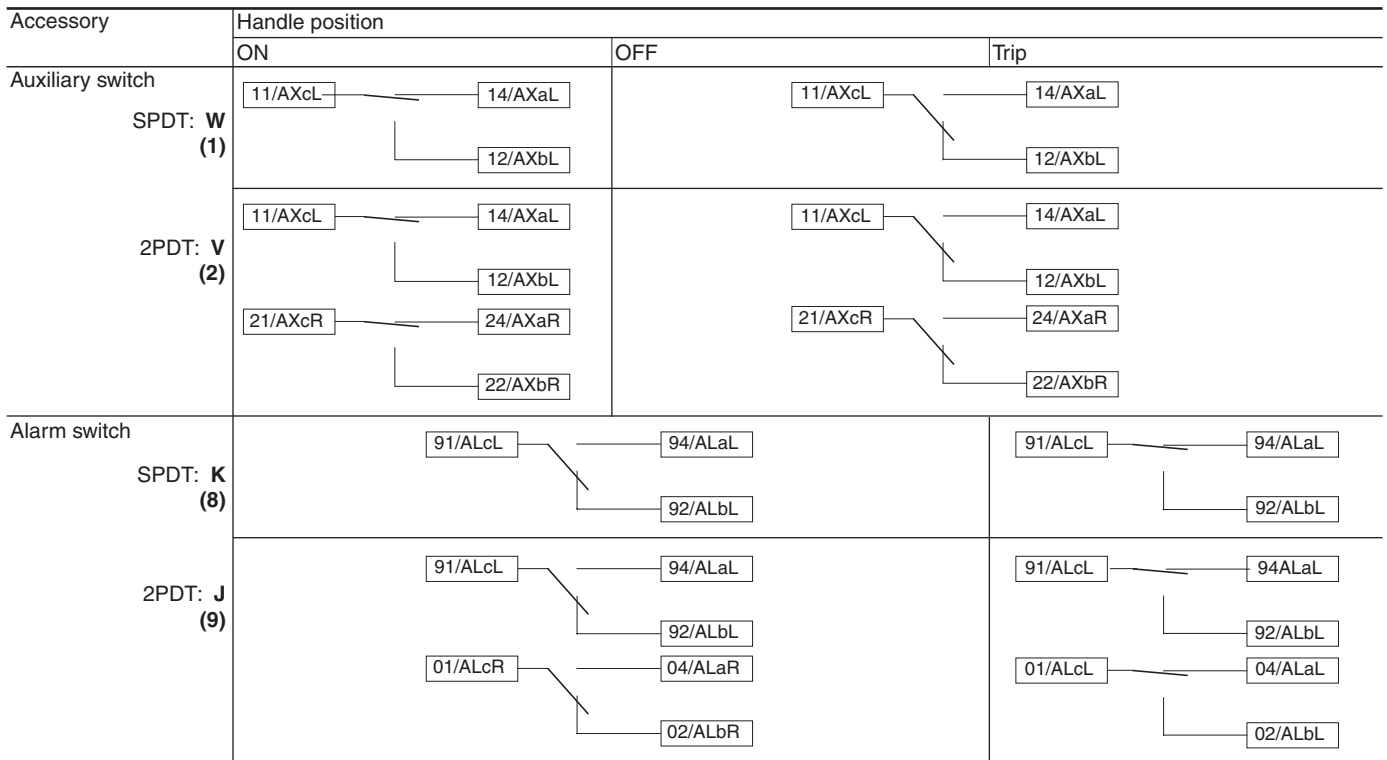 Accessory Handle position
ON OFF Trip
Auxiliary switch
11/AXcL 14/AXaL 11/AXcL 14/AXaL
SPDT: W
(1)
12/AXbL 12/AXbL
11/AXcL 14/AXaL 11/AXcL 14/AXaL
2PDT: V
(2)
12/AXbL 12/AXbL
21/AXcR 24/AXaR 21/AXcR 24/AXaR
22/AXbR 22/AXbR
Alarm switch
91/ALcL 94/ALaL 91/ALcL 94/ALaL
SPDT: K
(8)
92/ALbL 92/ALbL
91/ALcL 94/ALaL 91/ALcL 94ALaL
2PDT: J
(9)
92/ALbL 92/ALbL
01/ALcR 04/ALaR 01/ALcL 04/ALaL
02/ALbR 02/ALbL